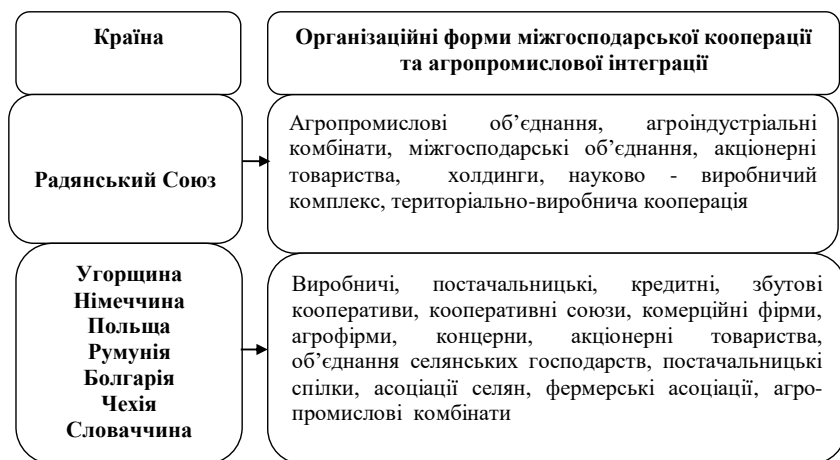 Країна
Організаційні форми міжгосподарської кооперації
та агропромислової інтеграції
Радянський Союз
Агропромислові об’єднання, агроіндустріальні
комбінати, міжгосподарські об’єднання, акціонерні
товариства, холдинги, науково - виробничий
комплекс, територіально-виробнича кооперація
Угорщина
Німеччина
Польща
Румунія
Болгарія
Чехія
Словаччина
Виробничі, постачальницькі, кредитні, збутові
кооперативи, кооперативні союзи, комерційні фірми,
агрофірми, концерни, акціонерні товариства,
об’єднання селянських господарств, постачальницькі
спілки, асоціації селян, фермерські асоціації, агро-
промислові комбінати